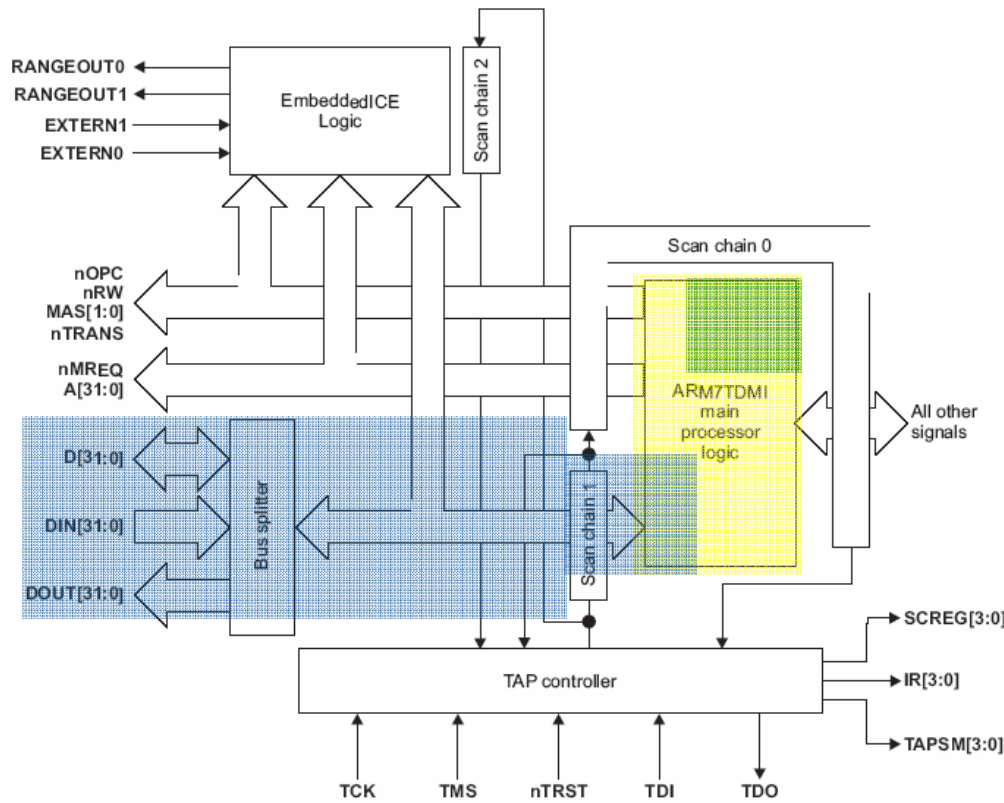 RANGEOUT0
RANGEOUT1
EXTERN1
EXTERN0
EmbeddedICE
Logic
Scan chain 2
Scan chain 0
nOPC
nRW
MAS[1:0]
nTRANS
nMREQ
A[31:0]
ARM7TDMI
main
processor
logic
All other
signals
D[31:0]
DIN[31:0]
DOUT[31:0]
Bus splitter
Scan chain 1
SCREG[3:0]
TAP controller
IR[3:0]
TAPSM[3:0]
TCK
TMS
nTRST
TDI
TDO